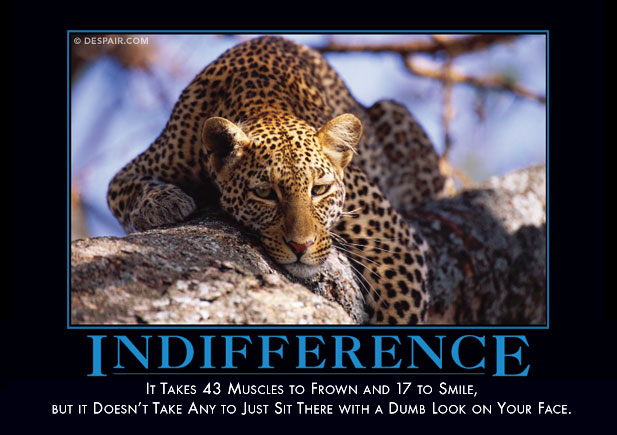 © DESPAIR.COM
INDIFFERENCE
IT TAKES 43 MUSCLES TO FROWN AND 17 TO SMILE,
BUT IT DOESN'T TAKE ANY TO JUST SIT THERE WITH A DUMB LOOK ON YOUR FACE.